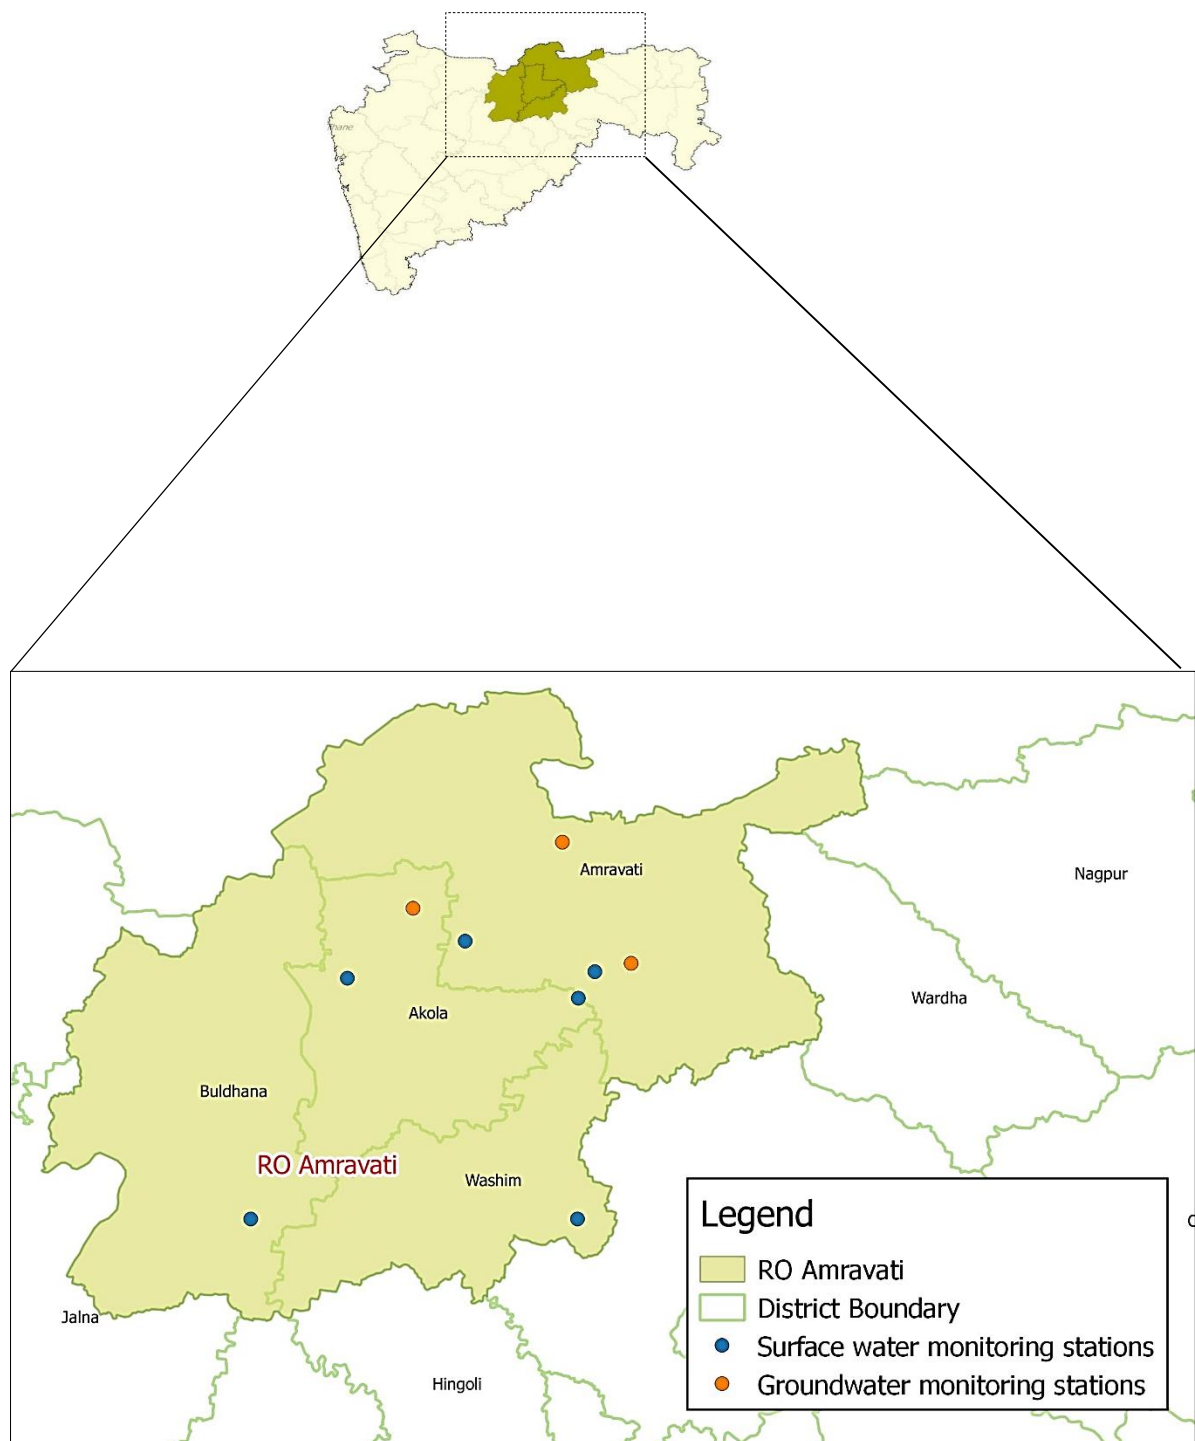 Amravati
Nagpur
Wardha
Akola
Buldhana
RO Amravati
Washim
Jalna
Hingoli
Legend
RO Amravati
District Boundary
Surface water monitoring stations
Groundwater monitoring stations